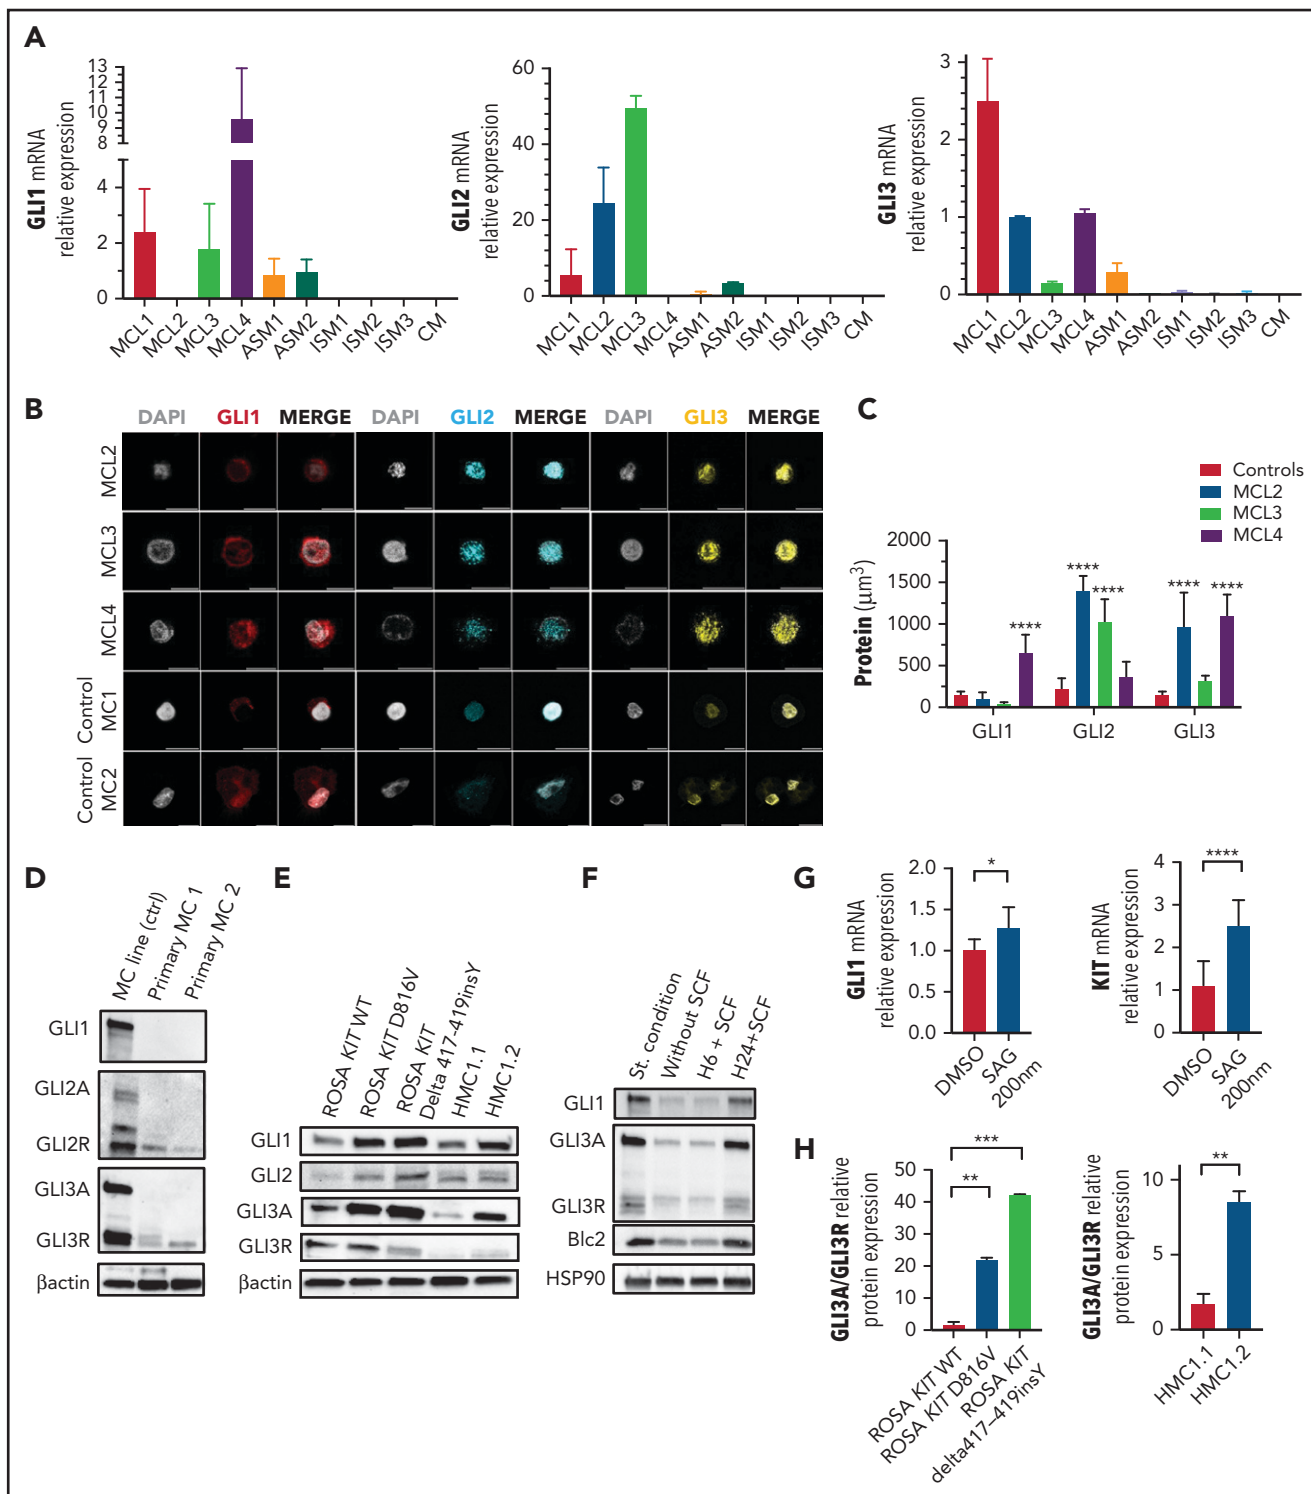 A
GLI1 mRNA
relative expression
13
12
11
10
9
8
4
2
0
MCL1
MCL2
MCL3
MCL4
ASM1
ASM2
ISM1
ISM2
ISM3
CM
GLI2 mRNA
relative expression
60
40
20
0
MCL1
MCL2
MCL3
MCL4
ASM1
ASM2
ISM1
ISM2
ISM3
CM
GLI3 mRNA
relative expression
3
2
1
0
MCL1
MCL2
MCL3
MCL4
ASM1
ASM2
ISM1
ISM2
ISM3
CM
B
DAPI GLI1 MERGE DAPI GLI2 MERGE DAPI GLI3 MERGE
MCL2
MCL3
MCL4
Control
MC1
Control
MC2
C
Controls
MCL2
MCL3
MCL4
Protein (μm³)
2000
1500
1000
500
0
****
****
****
****
****
GLI1 GLI2 GLI3
D
MC line (ctrl)
Primary MC 1
Primary MC 2
GLI1
GLI2A
GLI2R
GLI3A
GLI3R
βactin
E
ROSA KIT WT
ROSA KIT D816V
ROSA KIT
Delta 417-419insY
HMC1.1
HMC1.2
GLI1
GLI2
GLI3A
GLI3R
βactin
F
St. condition
Without SCF
H6 + SCF
H24+SCF
GLI1
GLI3A
GLI3R
Blc2
HSP90
G
GLI1 mRNA
relative expression
2.0
1.5
1.0
0.5
0.0
*
DMSO
SAG
200nm
KIT mRNA
relative expression
4
3
2
1
0
****
DMSO
SAG
200nm
H
GLI3A/GLI3R relative
protein expression
50
40
30
20
10
0
***
**
ROSA KIT WT
ROSA KIT D816V
ROSA KIT
delta417–419insY
GLI3A/GLI3R relative
protein expression
10
5
0
**
HMC1.1
HMC1.2